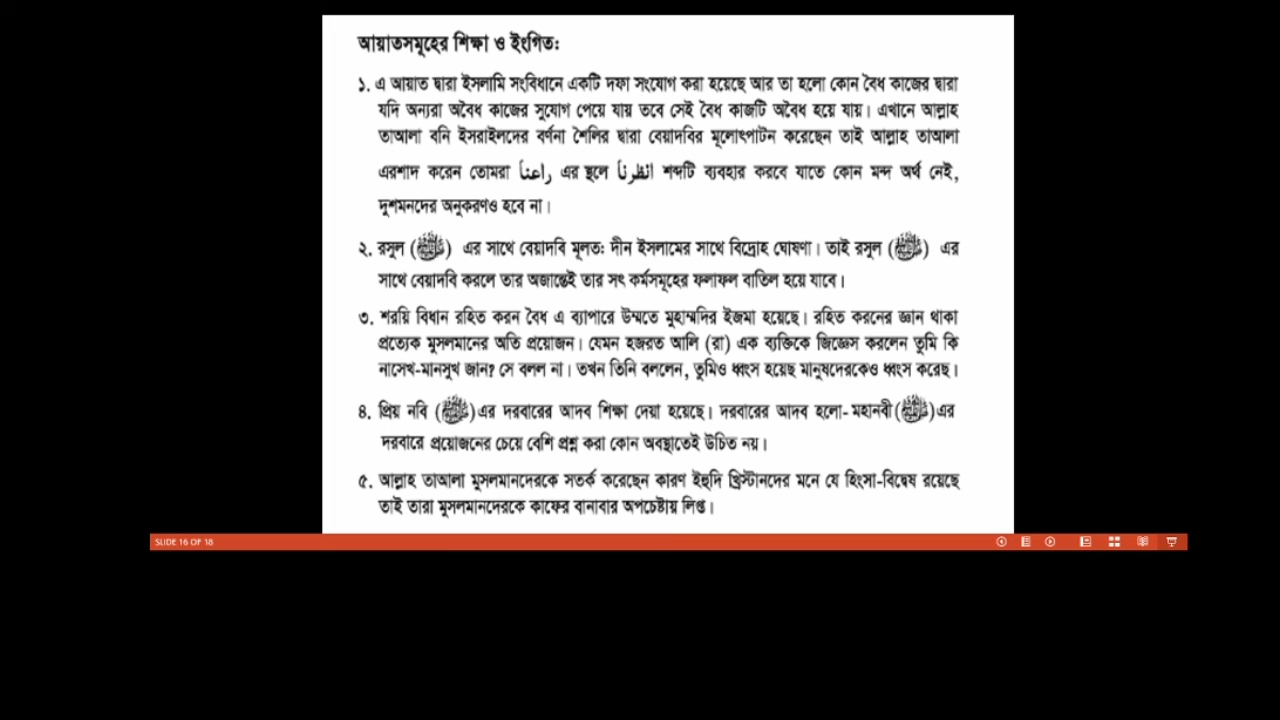 আয়াতসমূহের শিক্ষা ও ইংগিত:
১. এ আয়াত দ্বারা ইসলামি সংবিধানে একটি দফা সংযোগ করা হয়েছে আর তা হলো কোন বৈধ কাজের দ্বারা
যদি অন্যরা অবৈধ কাজের সুযোগ পেয়ে যায় তবে সেই বৈধ কাজটি অবৈধ হয়ে যায়। এখানে আল্লাহ
তাআলা বনি ইসরাইলদের বর্ণনা শৈলির দ্বারা বেয়াদবির মূলোৎপাটন করেছেন তাই আল্লাহ তাআলা
এরশাদ করেন তোমরা راعنا এর স্থলে انظرنا শব্দটি ব্যবহার করবে যাতে কোন মন্দ অর্থ নেই,
দুশমনদের অনুকরণও হবে না।
২. রসুল (ﷺ) এর সাথে বেয়াদবি মূলত: দীন ইসলামের সাথে বিদ্রোহ ঘোষণা। তাই রসুল (ﷺ) এর
সাথে বেয়াদবি করলে তার অজান্তেই তার সৎ কর্মসমূহের ফলাফল বাতিল হয়ে যাবে।
৩. শরয়ি বিধান রহিত করন বৈধ এ ব্যাপারে উম্মতে মুহাম্মদির ইজমা হয়েছে। রহিত করনের জ্ঞান থাকা
প্রত্যেক মুসলমানের অতি প্রয়োজন। যেমন হজরত আলি (রা) এক ব্যক্তিকে জিজ্ঞেস করলেন তুমি কি
নাসেখ-মানসুখ জান? সে বলল না। তখন তিনি বললেন, তুমিও ধ্বংস হয়েছ মানুষদেরকেও ধ্বংস করেছ।
৪. প্রিয় নবি (ﷺ) এর দরবারের আদব শিক্ষা দেয়া হয়েছে। দরবারের আদব হলো- মহানবী (ﷺ) এর
দরবারে প্রয়োজনের চেয়ে বেশি প্রশ্ন করা কোন অবস্থাতেই উচিত নয়।
৫. আল্লাহ তাআলা মুসলমানদেরকে সতর্ক করেছেন কারণ ইহুদি খ্রিস্টানদের মনে যে হিংসা-বিদ্বেষ রয়েছে
তাই তারা মুসলমানদেরকে কাফের বানাবার অপচেষ্টায় লিপ্ত।
SLIDE 16 OF 18